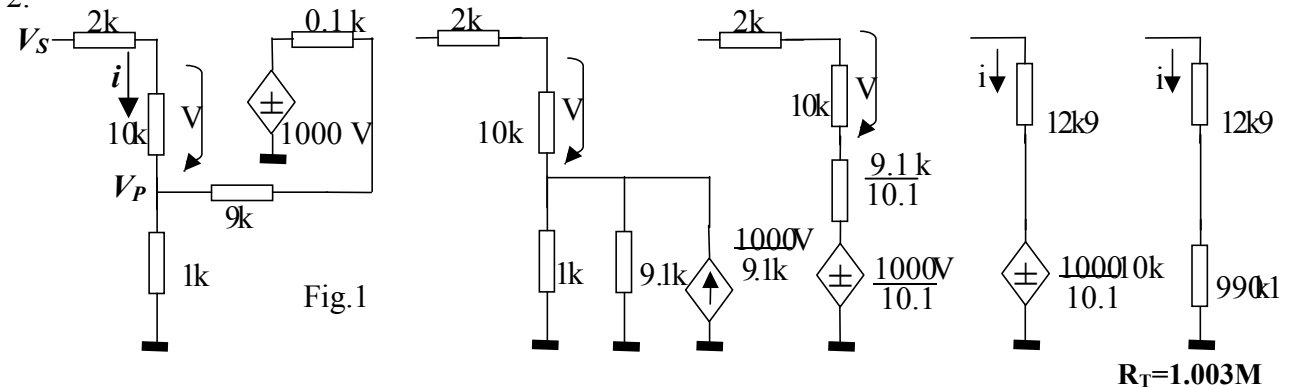 2.
2k
0.1 k
2k
2k
V_S
i
V
10k
1000 V
V_P
9k
1k
Fig.1
10k
V
1k
9.1k
1000V
9.1k
V
10k
9.1 k
10.1
1000V
10.1
i
12k9
1000 10k
10.1
i
12k9
990k1
R_T=1.003M